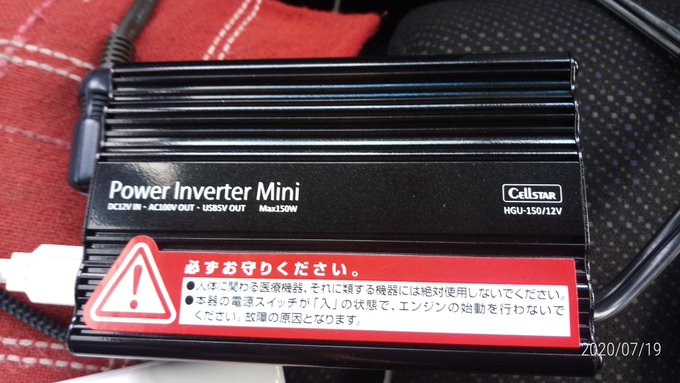 Power Inverter Mini
DC12V IN - AC100V OUT - USB5V OUT Max150W
CELLSTAR
HGU-150/12V
必ずお守りください。
●人体に関わる医療機器、それに類する機器には絶対使用しないでください。
●本器の電源スイッチが「入」の状態で、エンジンの始動を行わないで
ください。故障の原因となります。
2020/07/19